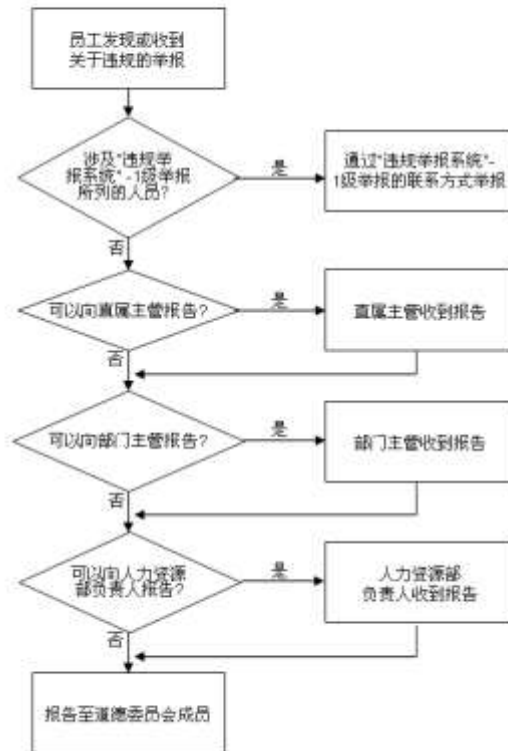 员工发现或收到
关于违规的举报
涉及"违规举
报系统" -1级举报
所列的人员?
是
通过"违规举报系统"-
1级举报的联系方式举报
否
可以向直属主管报告?
是
直属主管收到报告
否
可以向部门主管报告?
是
部门主管收到报告
否
可以向人力资源
部负责人报告?
是
人力资源部
负责人收到报告
否
报告至道德委员会成员